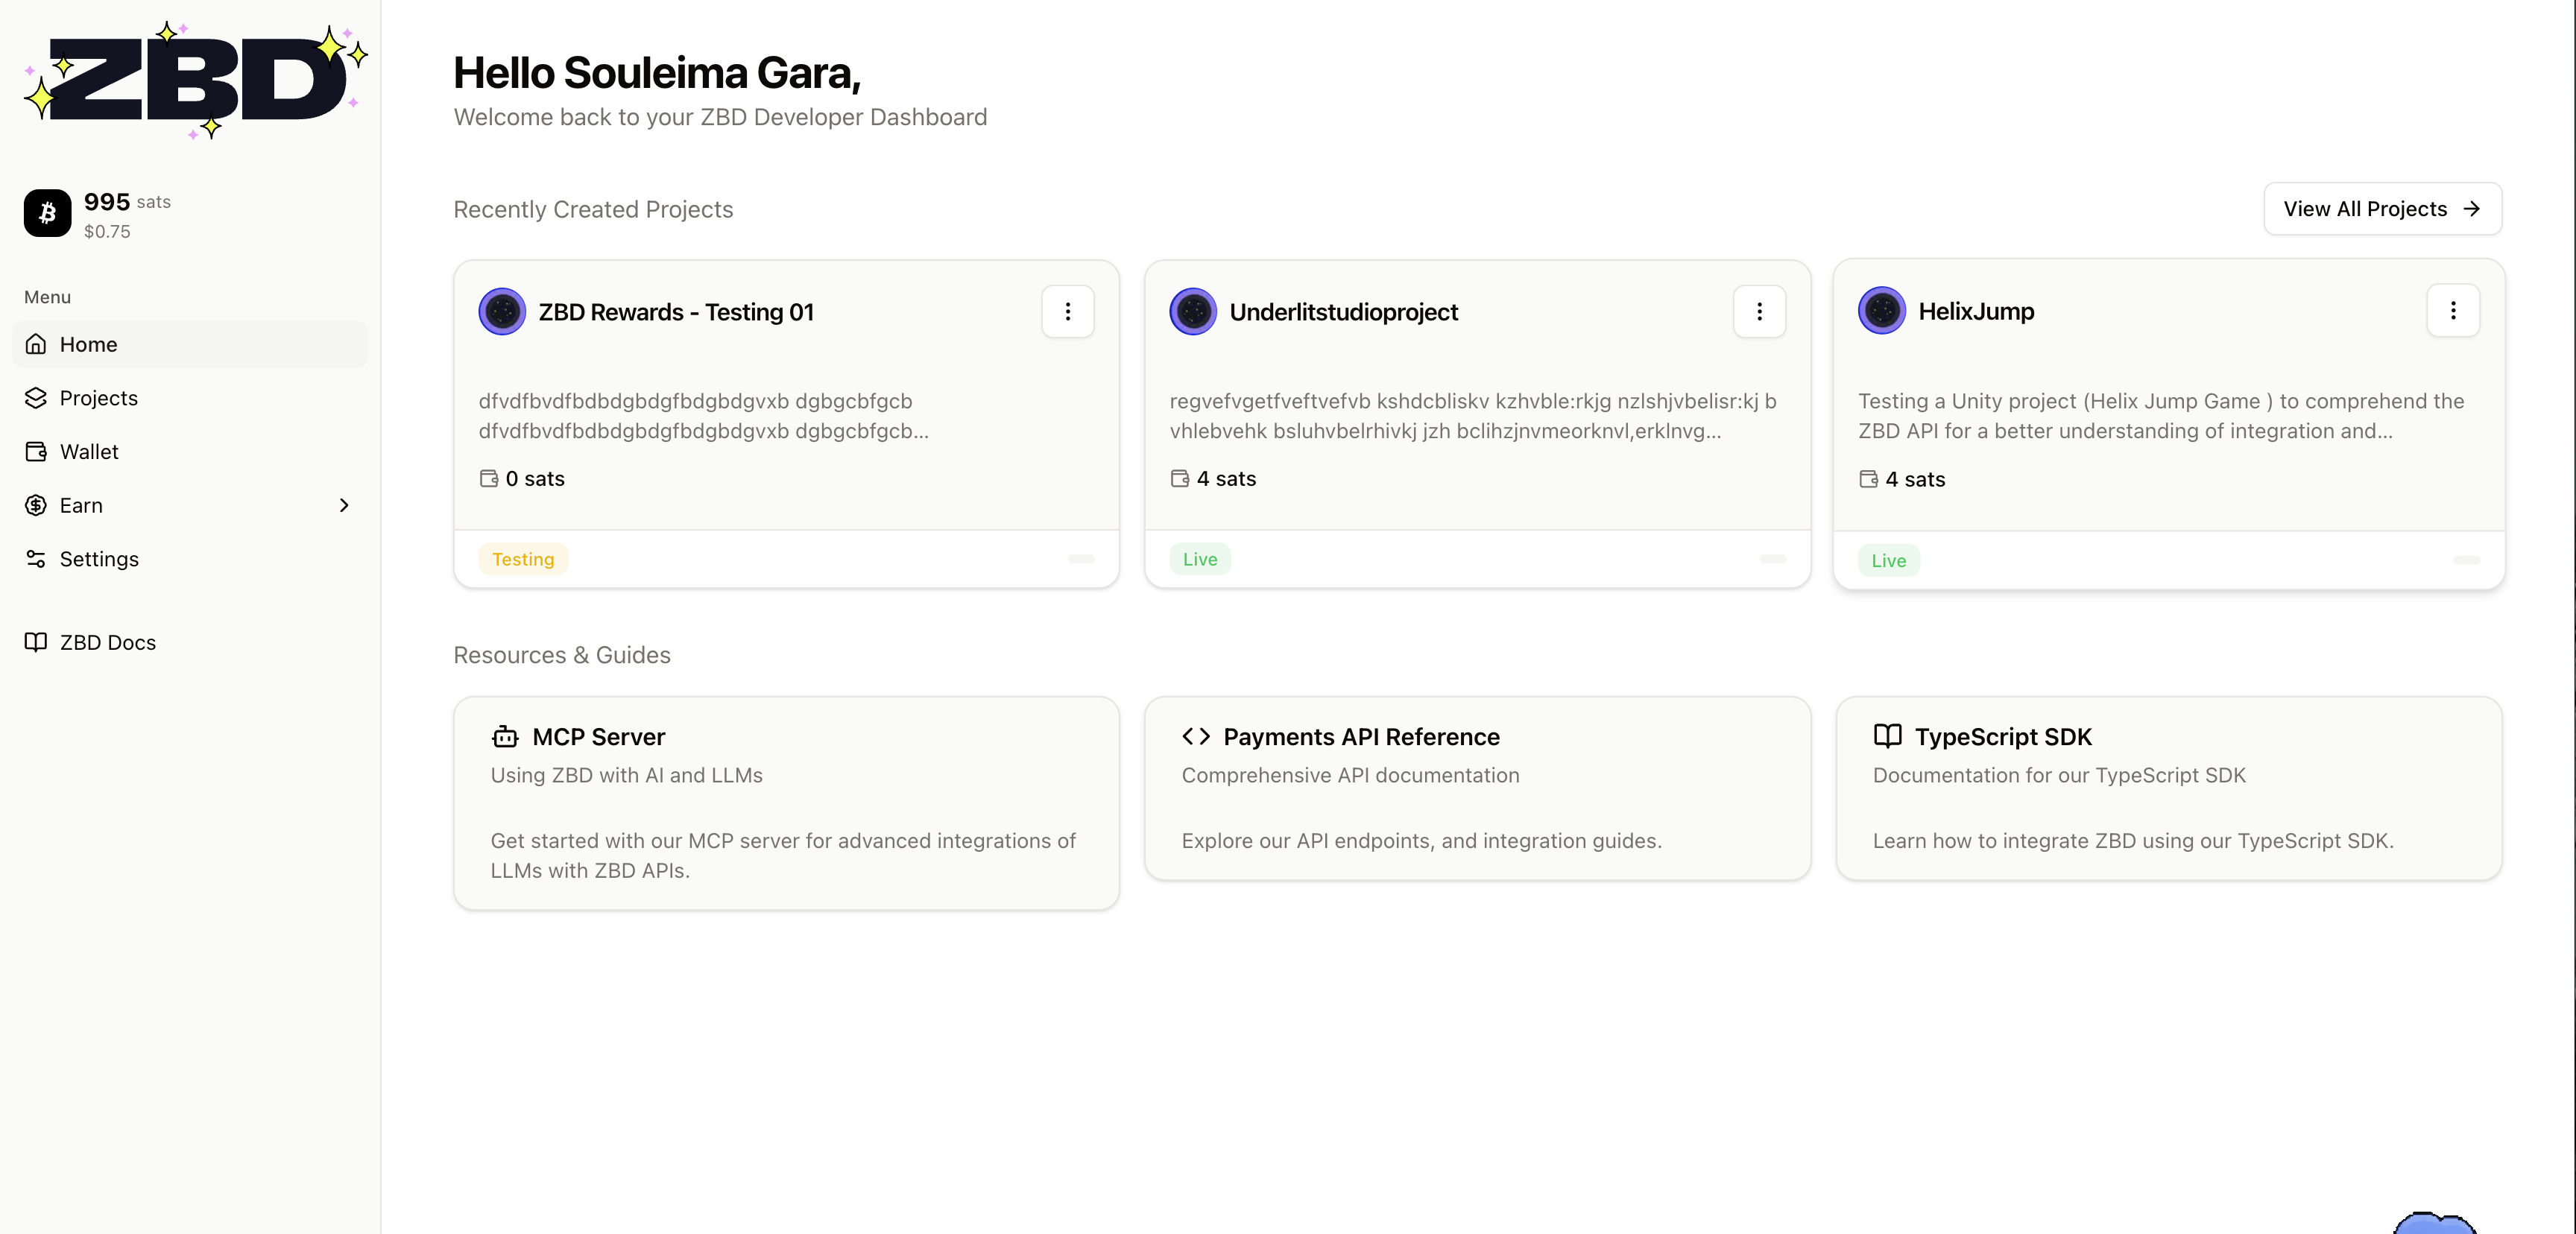 ZBD
995 sats
$0.75
Menu
Home
Projects
Wallet
Earn
Settings
ZBD Docs
Hello Souleima Gara,
Welcome back to your ZBD Developer Dashboard
Recently Created Projects
View All Projects
ZBD Rewards - Testing 01
dfvdfbvdfbdbdgbdgfbdgbdgvxb dgbgcbfgcb
dfvdfbvdfbdbdgbdgfbdgbdgvxb dgbgcbfgcb...
0 sats
Testing
Underlitstudioproject
regvefvgetfveftvefvb kshdcbliskv kzhvble:rkjg nzlshjvbelisr:kj b
vhlebvehk bsluhvbelrhivkj jzh bclihzjnvmeorknvl,erklnvg...
4 sats
Live
HelixJump
Testing a Unity project (Helix Jump Game ) to comprehend the
ZBD API for a better understanding of integration and...
4 sats
Live
Resources & Guides
MCP Server
Using ZBD with AI and LLMs
Get started with our MCP server for advanced integrations of
LLMs with ZBD APIs.
Payments API Reference
Comprehensive API documentation
Explore our API endpoints, and integration guides.
TypeScript SDK
Documentation for our TypeScript SDK
Learn how to integrate ZBD using our TypeScript SDK.